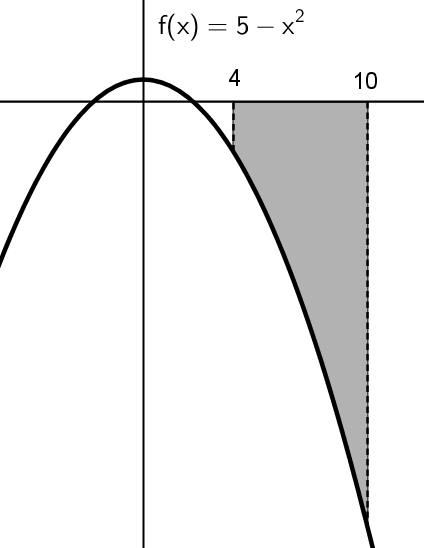 f(x) = 5 − x²
4
10